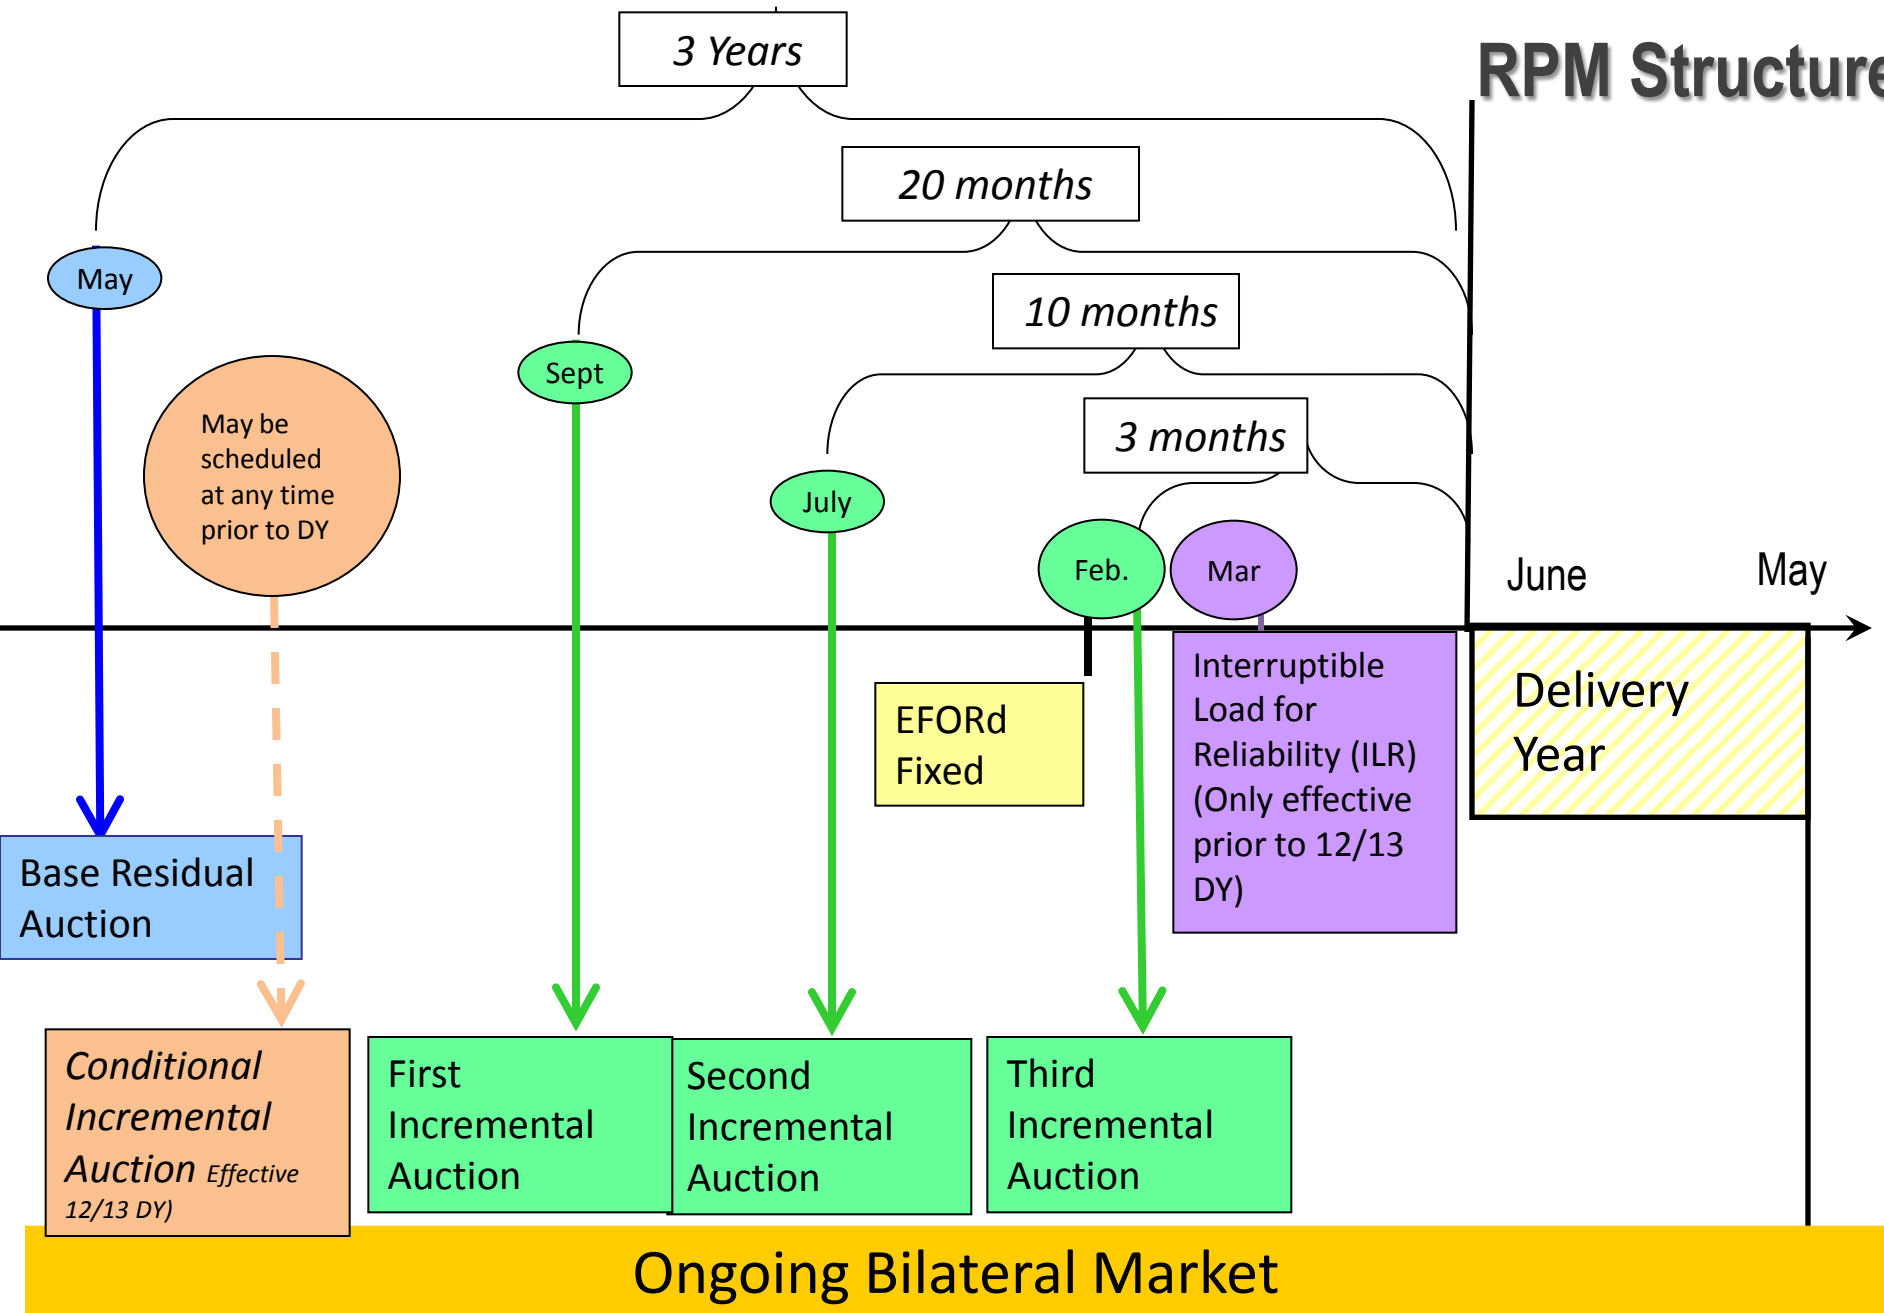 3 Years
RPM Structure
20 months
May
10 months
Sept
May be
scheduled
at any time
prior to DY
3 months
July
Feb.
Mar
June
May
Interruptible
Load for
Reliability (ILR)
(Only effective
prior to 12/13
DY)
Delivery
Year
EFORd
Fixed
Base Residual
Auction
Conditional
Incremental
Auction Effective
12/13 DY)
First
Incremental
Auction
Second
Incremental
Auction
Third
Incremental
Auction
Ongoing Bilateral Market